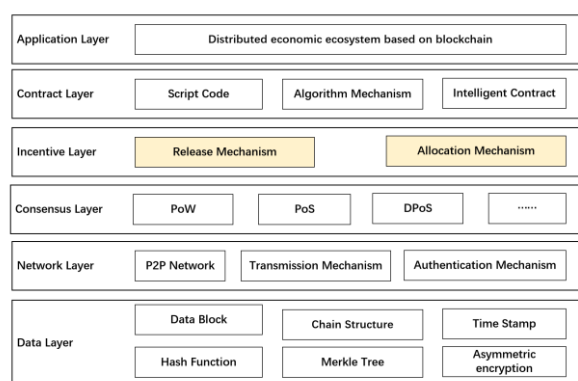 Application Layer
Distributed economic ecosystem based on blockchain
Contract Layer
Script Code
Algorithm Mechanism
Intelligent Contract
Incentive Layer
Release Mechanism
Allocation Mechanism
Consensus Layer
PoW
PoS
DPoS
······
Network Layer
P2P Network
Transmission Mechanism
Authentication Mechanism
Data Layer
Data Block
Chain Structure
Time Stamp
Hash Function
Merkle Tree
Asymmetric
encryption